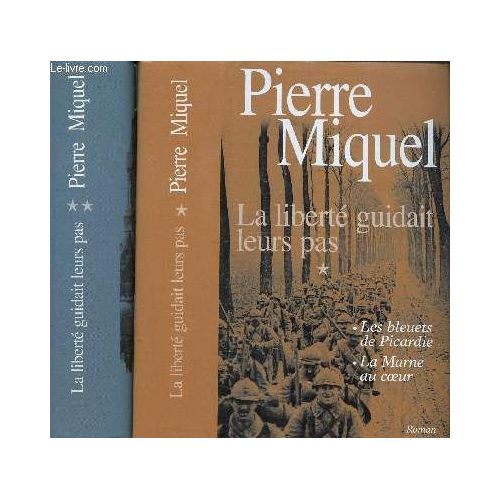 Le-livre.com
La liberté guidait leurs pas ★★ Pierre Miquel
La liberté guidait leurs pas ★ Pierre Miquel
Pierre
Miquel
La liberté guidait
leurs pas
★
• Les bleuets
de Picardie
• La Marne
au cœur
Roman